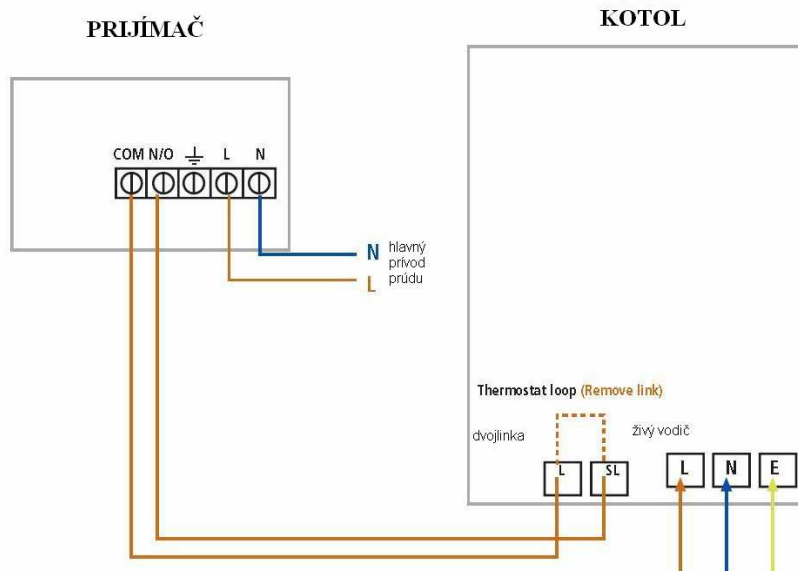 PRIJÍMAČ
KOTOL
COM N/O L N
N hlavný
prívod
L prúdu
Thermostat loop (Remove link)
dvojlinka
živý vodič
L SL L N E